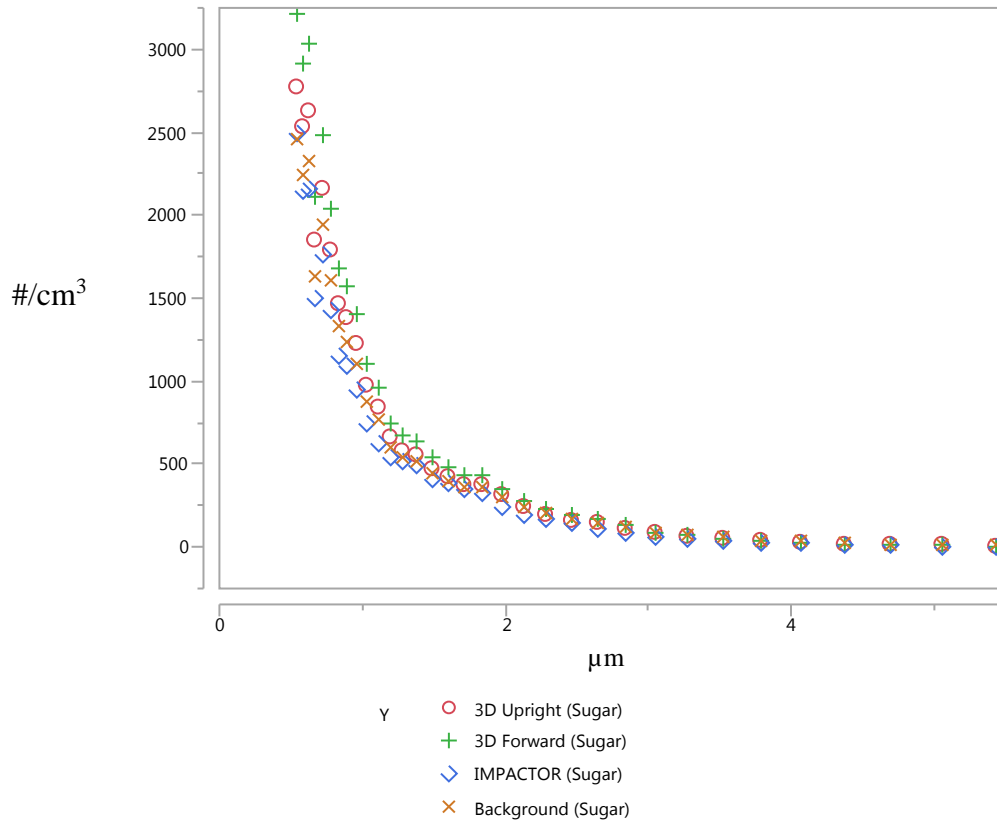 3000
2500
2000
#/cm³
1500
1000
500
0
0 2 4
µm
Y
3D Upright (Sugar)
3D Forward (Sugar)
IMPACTOR (Sugar)
Background (Sugar)